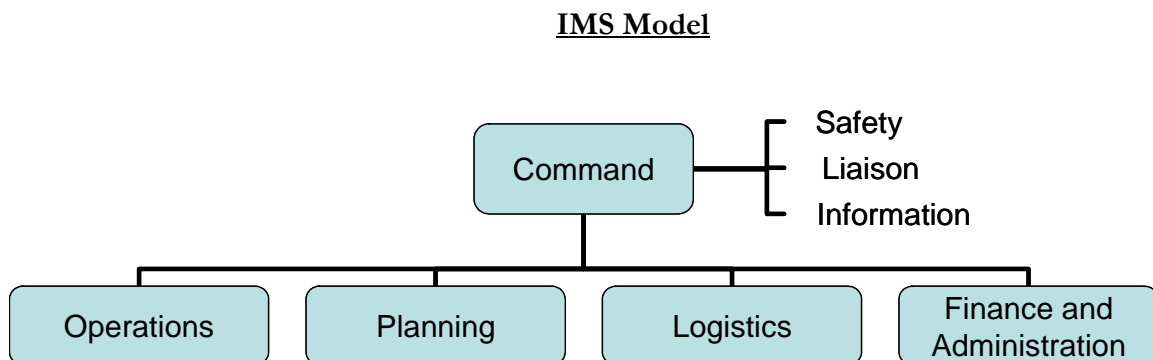 IMS Model
Safety
Command
Liaison
Information
Operations
Planning
Logistics
Finance and
Administration